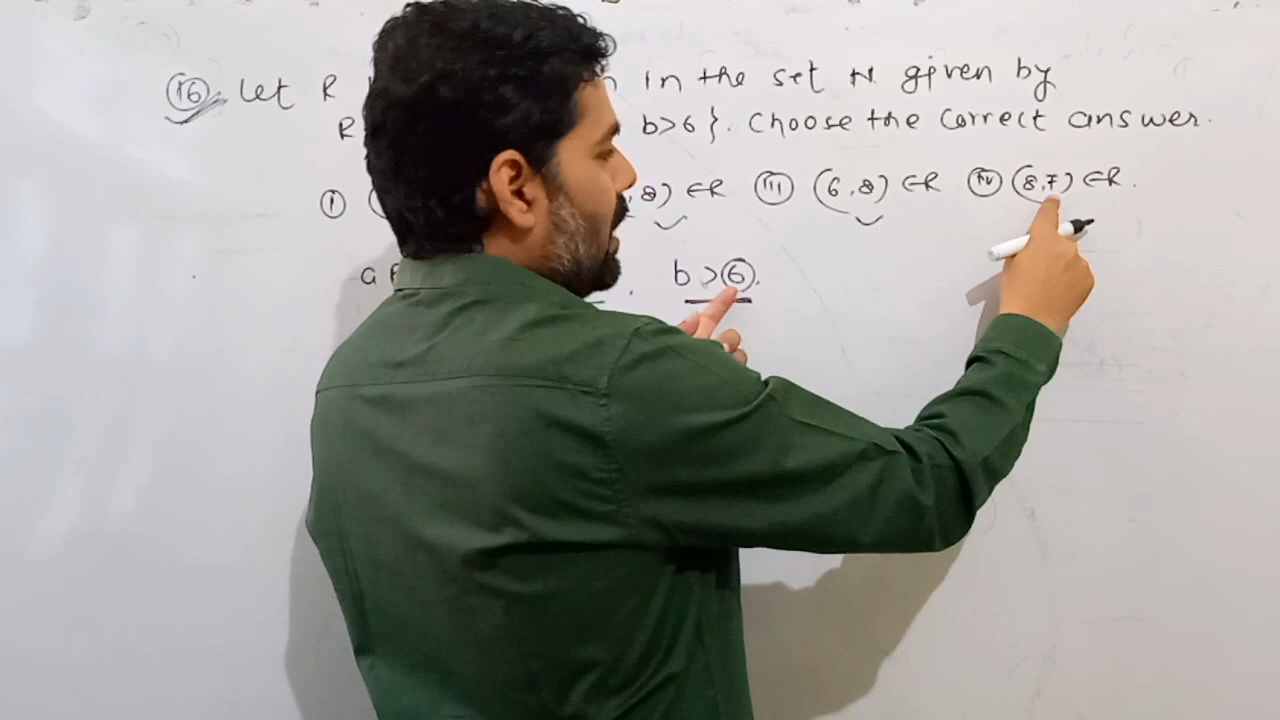 (16) Let R in the set N given by
R b>6 }. Choose the correct answer.
(i) ( ,8) ∈R (iii) (6,8) ∈R (iv) (8,7) ∈R.
a b > 6.